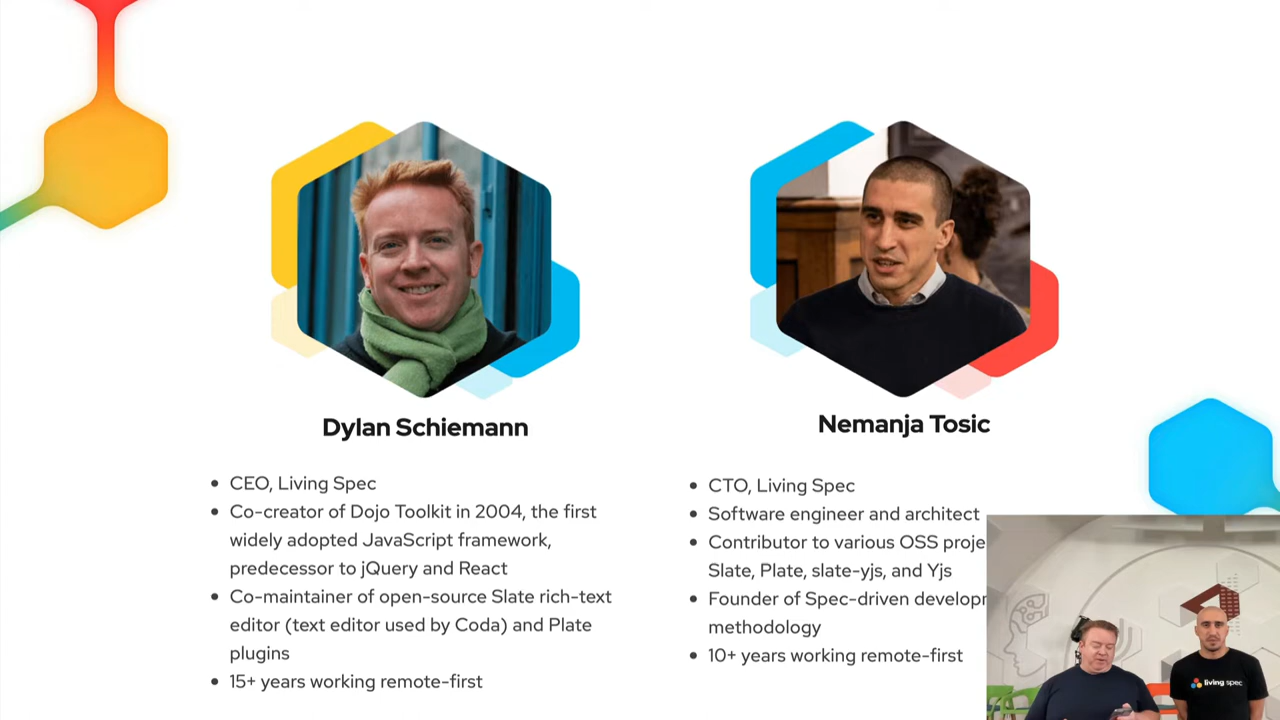 Dylan Schiemann
• CEO, Living Spec
• Co-creator of Dojo Toolkit in 2004, the first
widely adopted JavaScript framework,
predecessor to jQuery and React
• Co-maintainer of open-source Slate rich-text
editor (text editor used by Coda) and Plate
plugins
• 15+ years working remote-first
Nemanja Tosic
• CTO, Living Spec
• Software engineer and architect
• Contributor to various OSS proje
Slate, Plate, slate-yjs, and Yjs
• Founder of Spec-driven develop
methodology
• 10+ years working remote-first
living spec